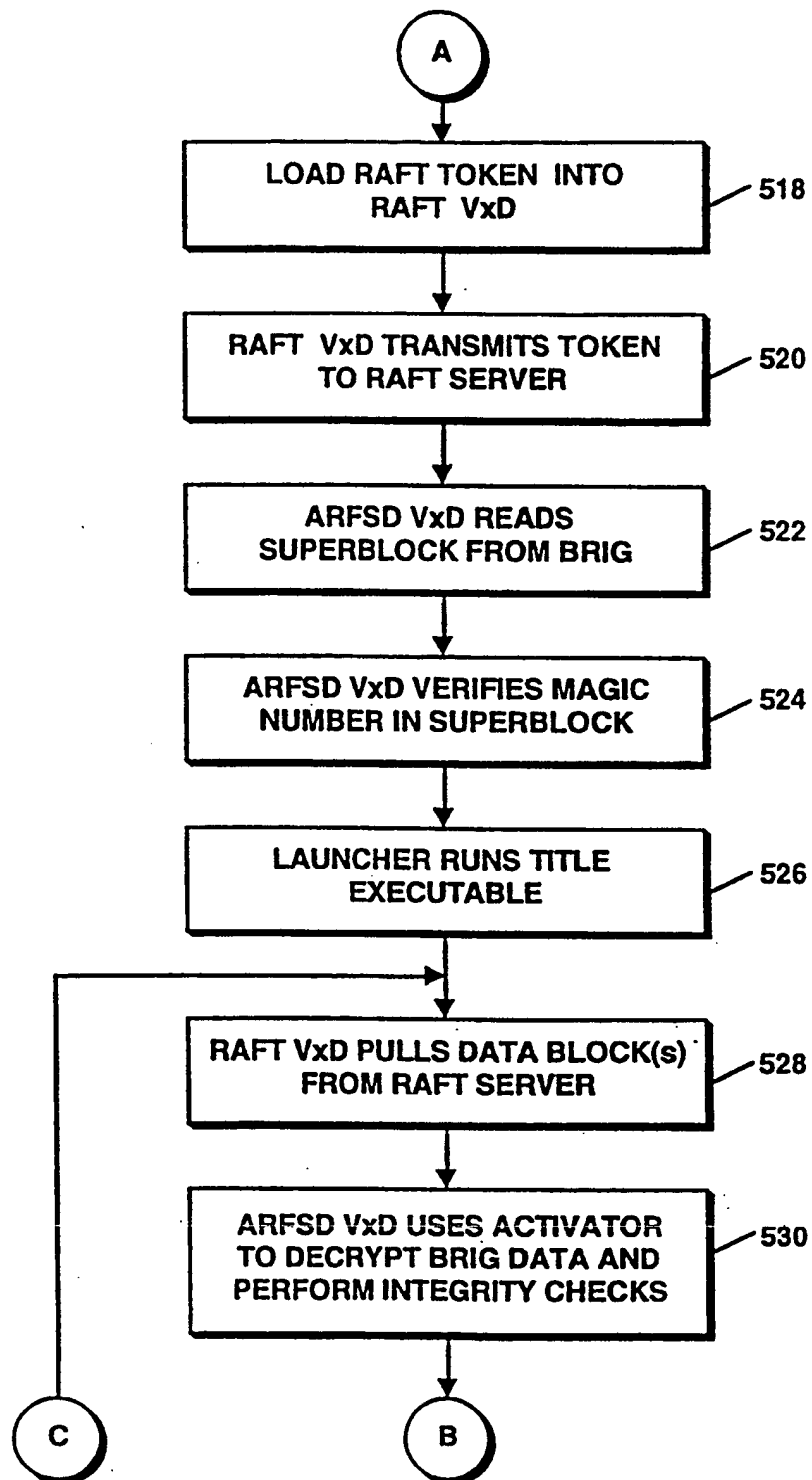 A
LOAD RAFT TOKEN INTO
RAFT VxD
518
RAFT VxD TRANSMITS TOKEN
TO RAFT SERVER
520
ARFSD VxD READS
SUPERBLOCK FROM BRIG
522
ARFSD VxD VERIFIES MAGIC
NUMBER IN SUPERBLOCK
524
LAUNCHER RUNS TITLE
EXECUTABLE
526
RAFT VxD PULLS DATA BLOCK(s)
FROM RAFT SERVER
528
ARFSD VxD USES ACTIVATOR
TO DECRYPT BRIG DATA AND
PERFORM INTEGRITY CHECKS
530
C
B